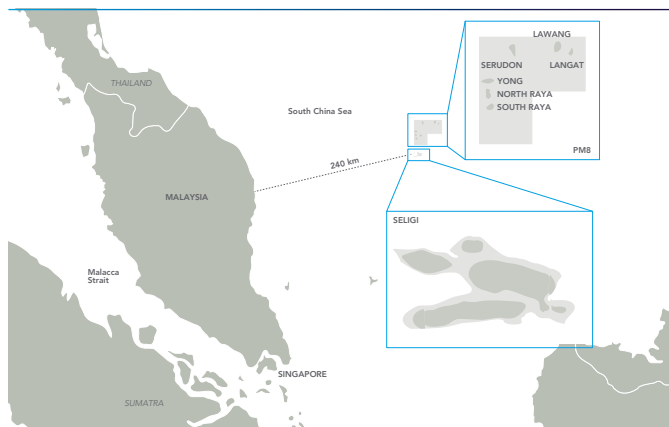 LAWANG
SERUDON
LANGAT
THAILAND
YONG
NORTH RAYA
South China Sea
SOUTH RAYA
PM8
240 km
MALAYSIA
SELIGI
Malacca
Strait
SINGAPORE
SUMATRA